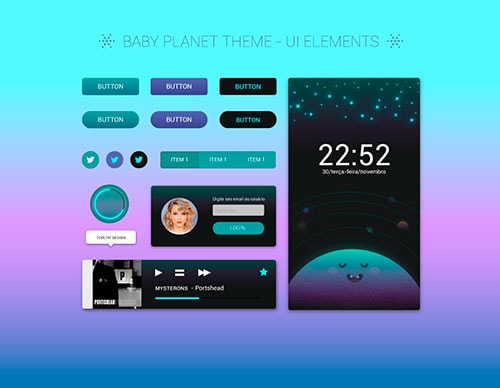 BABY PLANET THEME - UI ELEMENTS
BUTTON BUTTON BUTTON
BUTTON BUTTON BUTTON
ITEM 1 ITEM 1 ITEM 1
22:52
30/terça-feira/novembro
Digite seu email ou usuário
LOGIN
TOOLTIP DESIGN
P
PORTISHEAD
MYSTERONS - Portshead